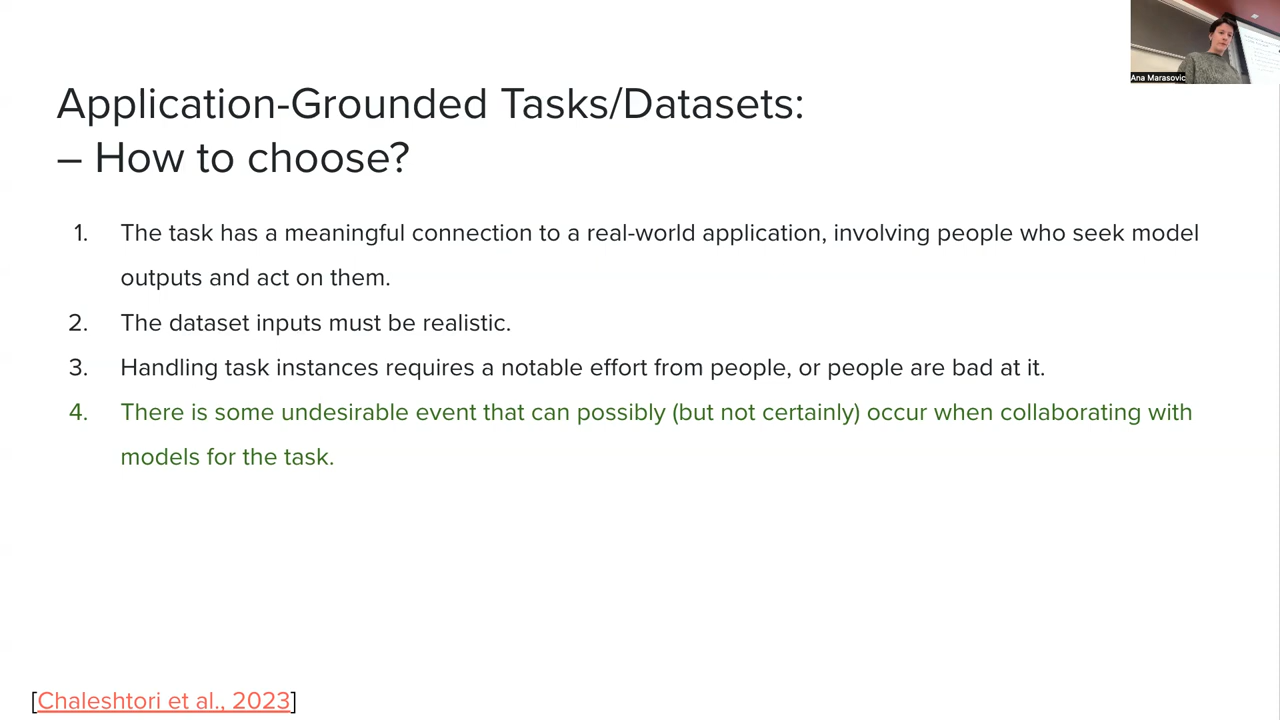 Ana Marasovic
Application-Grounded Tasks/Datasets:
– How to choose?
1. The task has a meaningful connection to a real-world application, involving people who seek model
outputs and act on them.
2. The dataset inputs must be realistic.
3. Handling task instances requires a notable effort from people, or people are bad at it.
4. There is some undesirable event that can possibly (but not certainly) occur when collaborating with
models for the task.
[Chaleshtori et al., 2023]